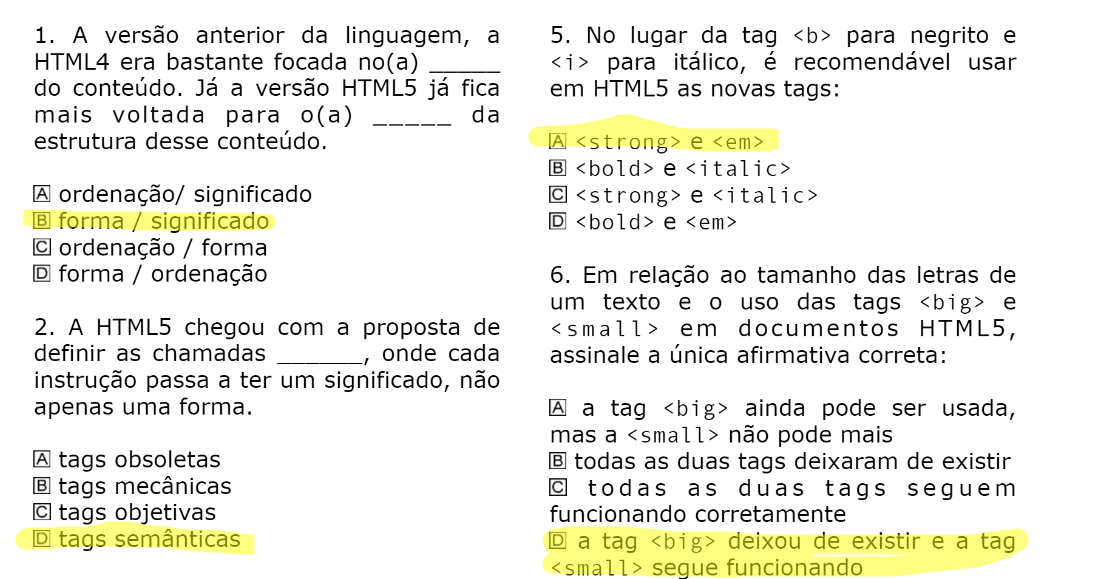 1. A versão anterior da linguagem, a
HTML4 era bastante focada no(a) _____
do conteúdo. Já a versão HTML5 já fica
mais voltada para o(a) _____ da
estrutura desse conteúdo.
A ordenação/ significado
B forma / significado
C ordenação / forma
D forma / ordenação
2. A HTML5 chegou com a proposta de
definir as chamadas ______, onde cada
instrução passa a ter um significado, não
apenas uma forma.
A tags obsoletas
B tags mecânicas
C tags objetivas
D tags semânticas
5. No lugar da tag <b> para negrito e
<i> para itálico, é recomendável usar
em HTML5 as novas tags:
A <strong> e <em>
B <bold> e <italic>
C <strong> e <italic>
D <bold> e <em>
6. Em relação ao tamanho das letras de
um texto e o uso das tags <big> e
<small> em documentos HTML5,
assinale a única afirmativa correta:
A a tag <big> ainda pode ser usada,
mas a <small> não pode mais
B todas as duas tags deixaram de existir
C todas as duas tags seguem
funcionando corretamente
D a tag <big> deixou de existir e a tag
<small> segue funcionando